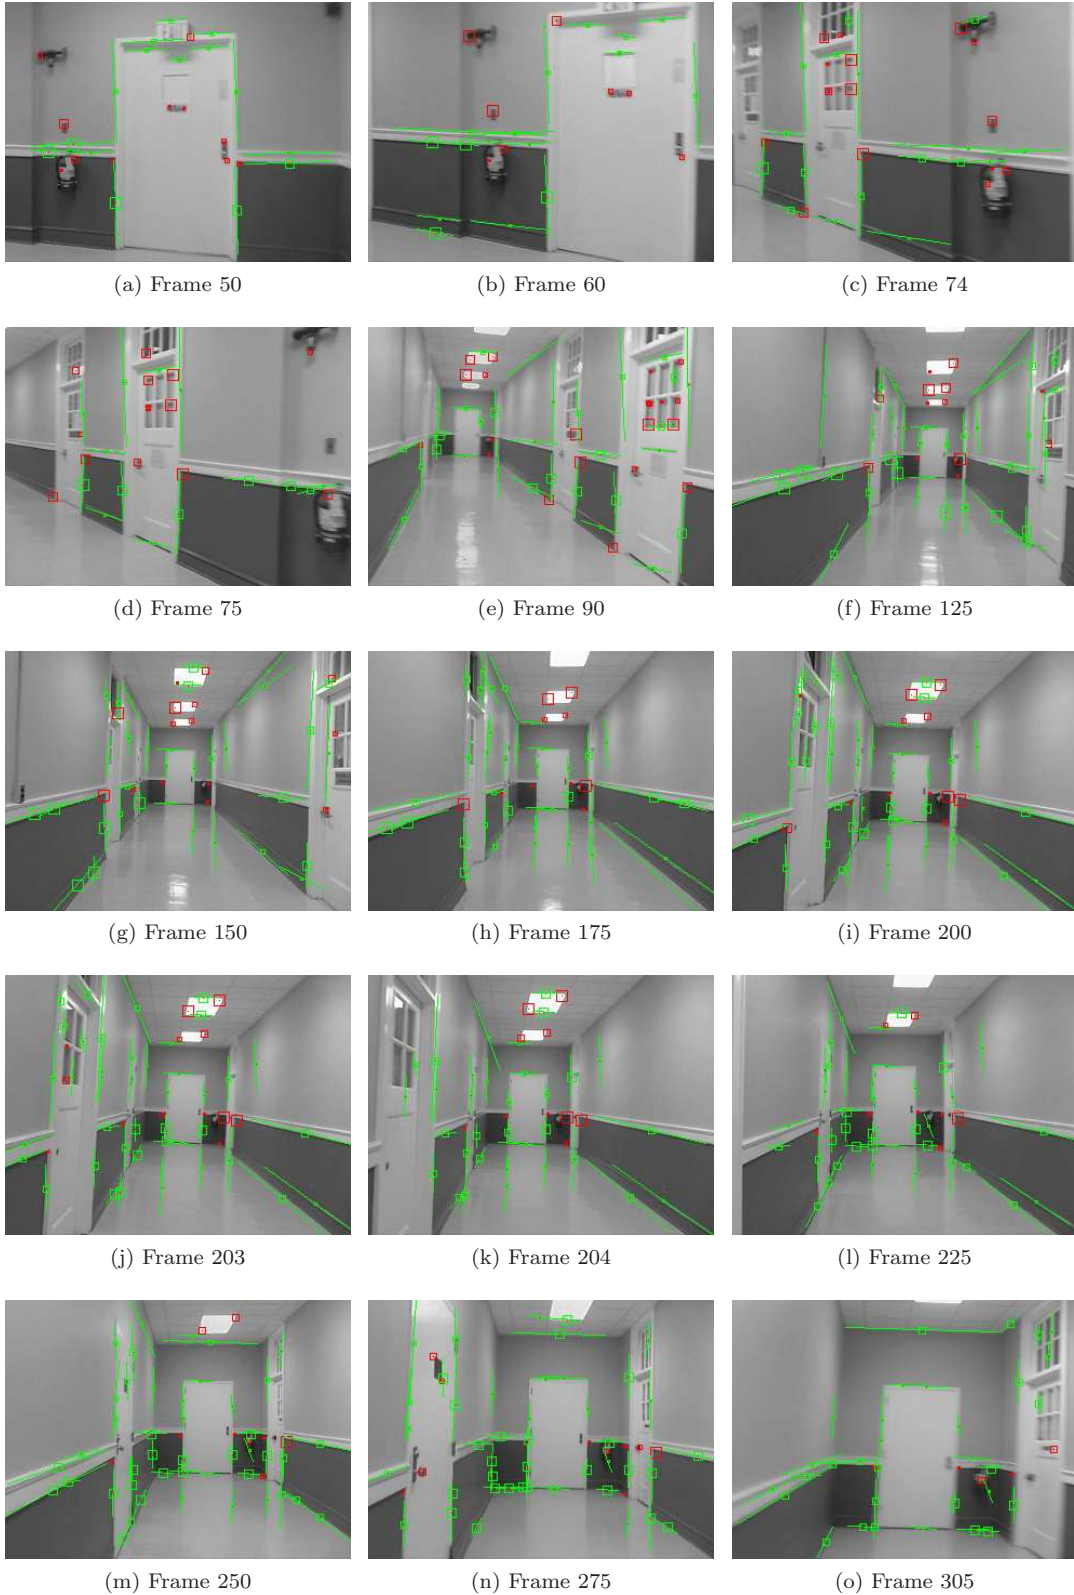 (a) Frame 50
(b) Frame 60
(c) Frame 74
(d) Frame 75
(e) Frame 90
(f) Frame 125
(g) Frame 150
(h) Frame 175
(i) Frame 200
(j) Frame 203
(k) Frame 204
(l) Frame 225
(m) Frame 250
(n) Frame 275
(o) Frame 305